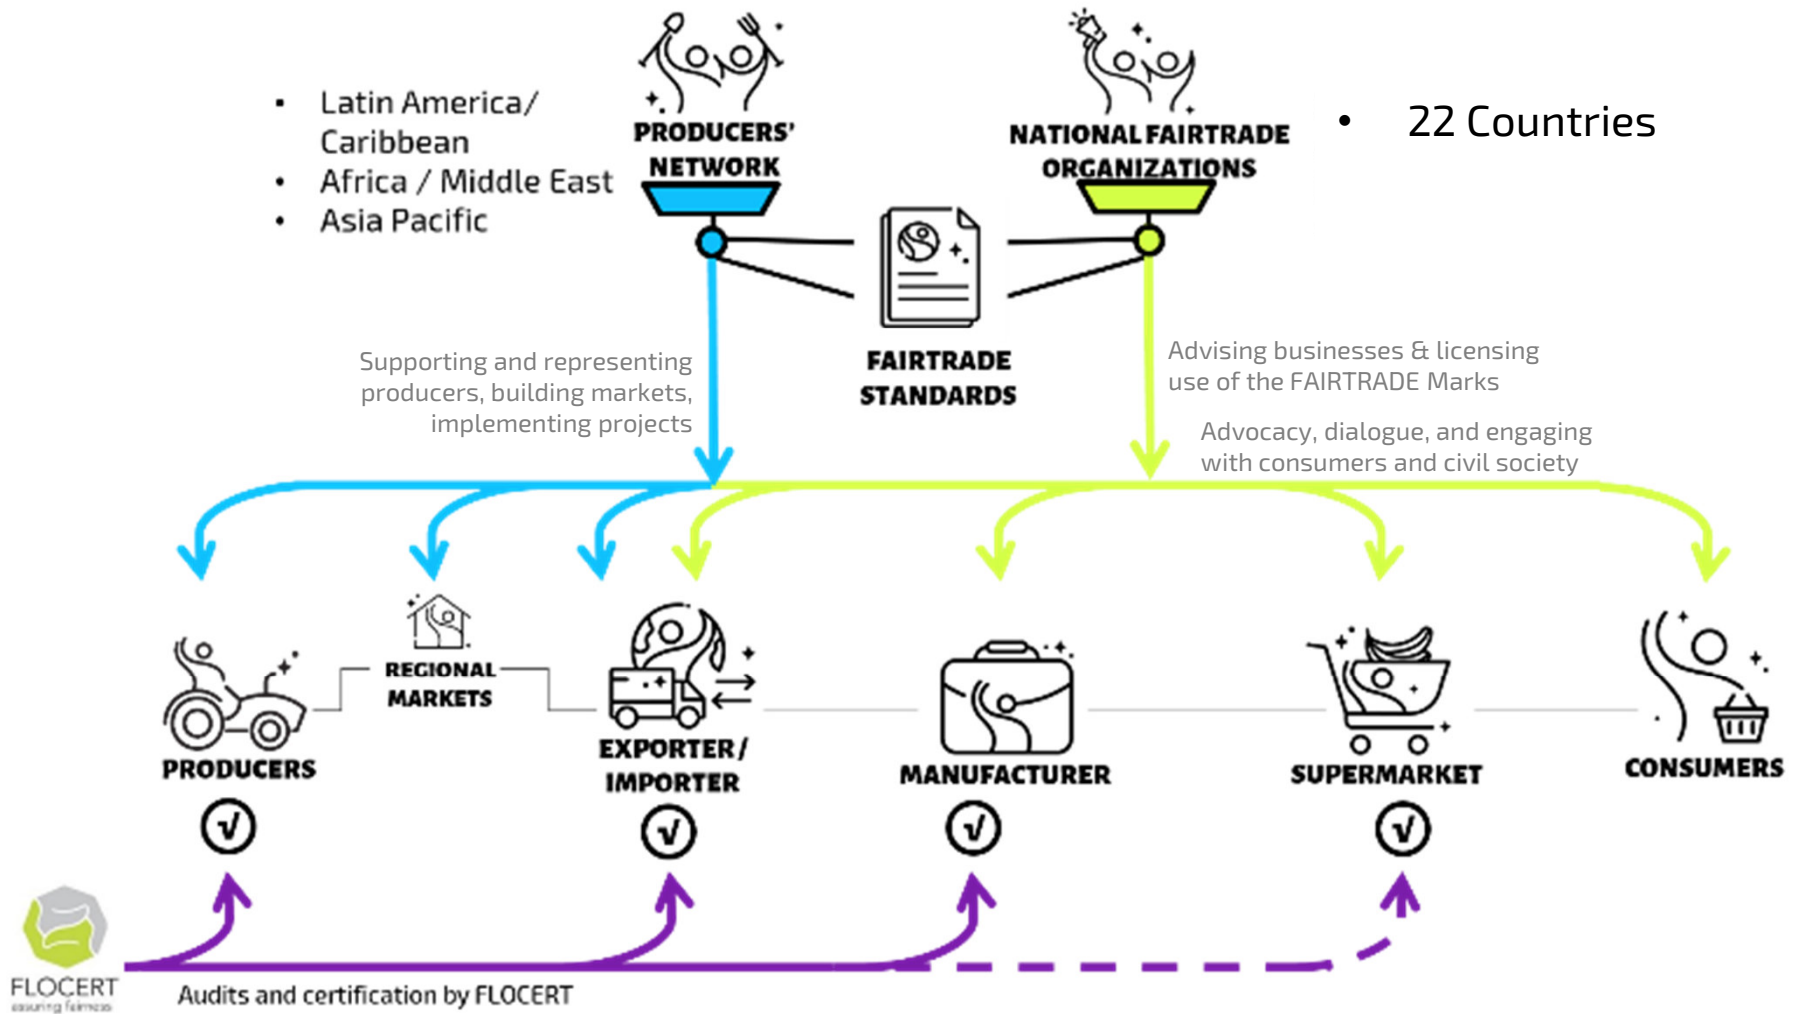 • Latin America/
Caribbean
• Africa / Middle East
• Asia Pacific
PRODUCERS'
NETWORK
NATIONAL FAIRTRADE
ORGANIZATIONS
• 22 Countries
FAIRTRADE
STANDARDS
Supporting and representing
producers, building markets,
implementing projects
Advising businesses & licensing
use of the FAIRTRADE Marks
Advocacy, dialogue, and engaging
with consumers and civil society
PRODUCERS
REGIONAL
MARKETS
EXPORTER/
IMPORTER
MANUFACTURER
SUPERMARKET
CONSUMERS
√
√
√
√
FLOCERT
assuring fairness
Audits and certification by FLOCERT